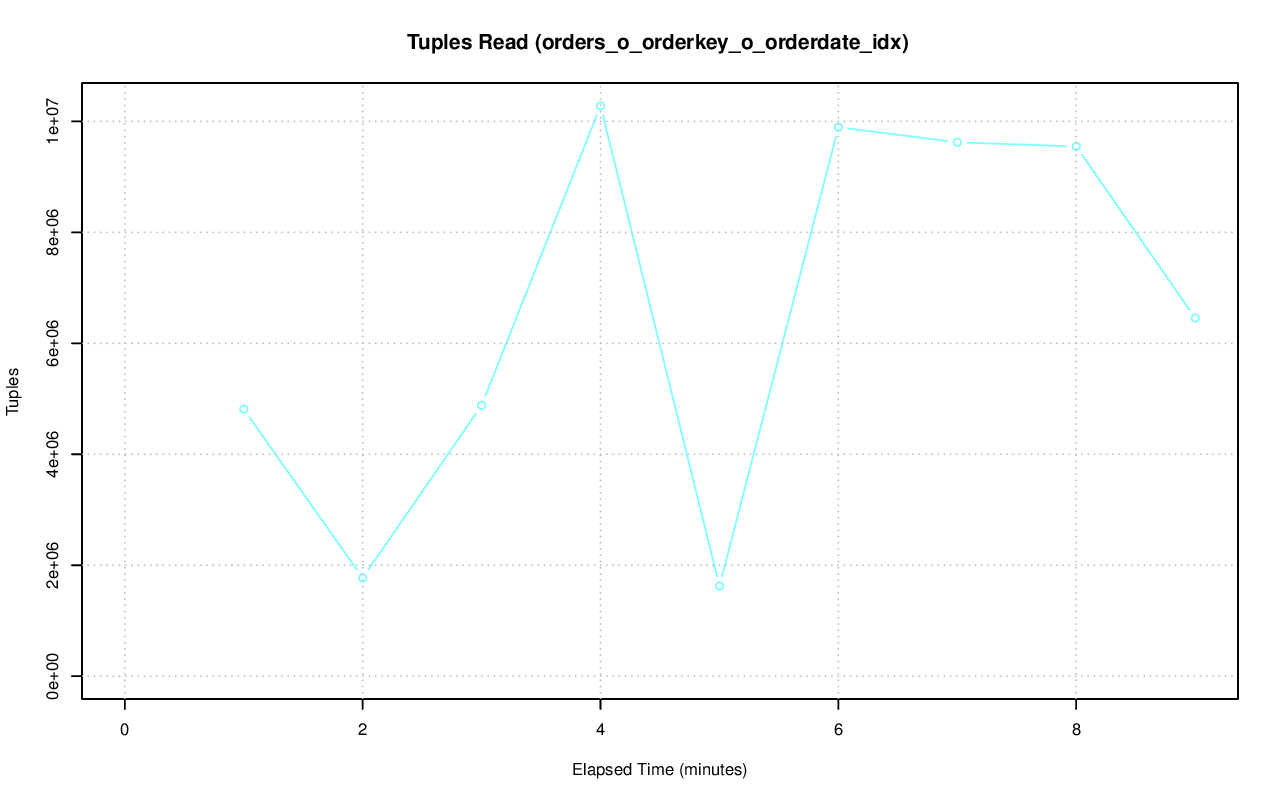 Tuples Read (orders_o_orderkey_o_orderdate_idx)
1e+07
8e+06
6e+06
4e+06
2e+06
0e+00
Tuples
0 2 4 6 8
Elapsed Time (minutes)